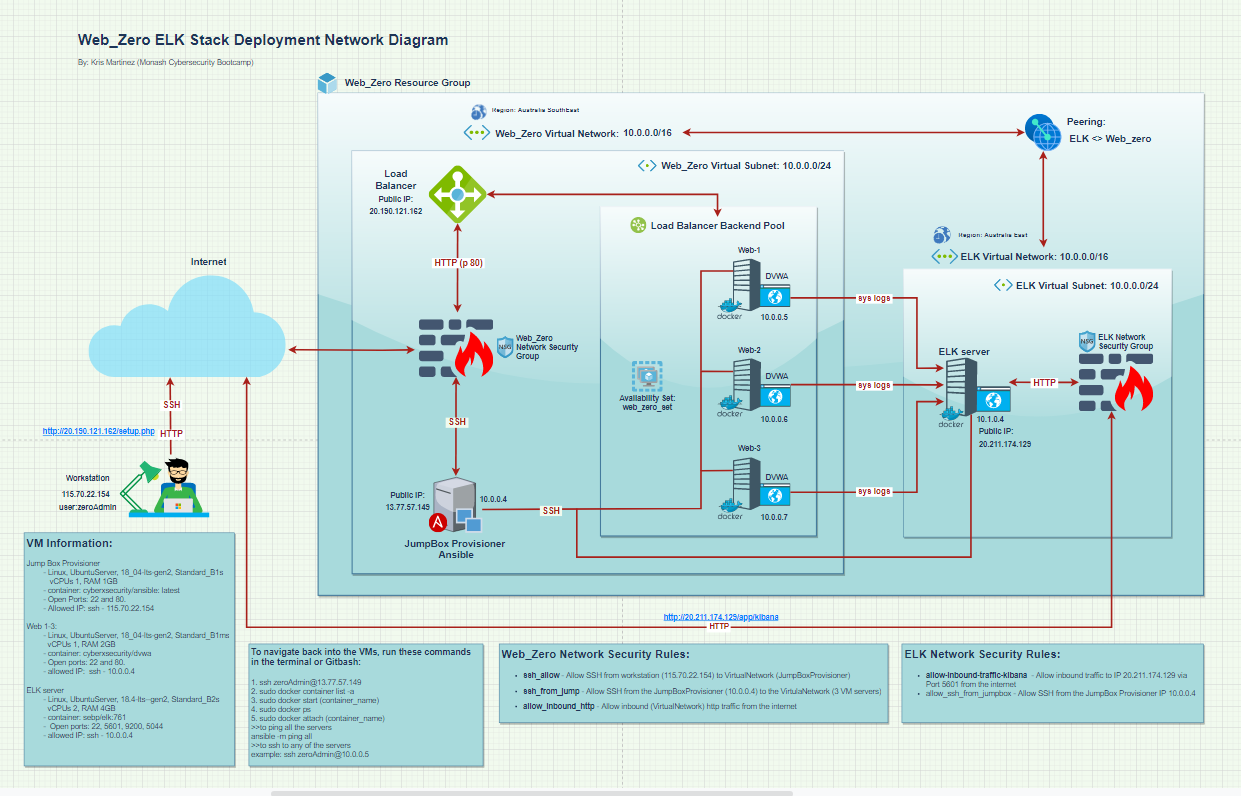 Web_Zero ELK Stack Deployment Network Diagram
By: Kris Martinez (Monash Cybersecurity Bootcamp)
Web_Zero Resource Group
Region: Australia SouthEast
Web_Zero Virtual Network: 10.0.0.0/16
Peering:
ELK <> Web_zero
Web_Zero Virtual Subnet: 10.0.0.0/24
Load
Balancer
Public IP:
20.190.121.162
HTTP (p 80)
Load Balancer Backend Pool
Web-1
DVWA
docker
10.0.0.5
Web-2
DVWA
docker
10.0.0.6
Web-3
DVWA
docker
10.0.0.7
Availability Set:
web_zero_set
sys logs
sys logs
sys logs
Region: Australia East
ELK Virtual Network: 10.0.0.0/16
ELK Virtual Subnet: 10.0.0.0/24
ELK server
docker
10.1.0.4
Public IP:
20.211.174.129
HTTP
NSG
ELK Network
Security Group
Internet
NSG
Web_Zero
Network Security
Group
SSH
SSH
http://20.190.121.162/setup.php
HTTP
Workstation
115.70.22.154
user:zeroAdmin
Public IP:
13.77.57.149
10.0.0.4
SSH
JumpBox Provisioner
Ansible
http://20.211.174.129/app/kibana
HTTP
VM Information:
Jump Box Provisioner
- Linux, UbuntuServer, 18_04-lts-gen2, Standard_B1s
vCPUs 1, RAM 1GB
- container: cyberxsecurity/ansible: latest
- Open Ports: 22 and 80.
- Allowed IP: ssh - 115.70.22.154
Web 1-3:
- Linux, UbuntuServer, 18_04-lts-gen2, Standard_B1ms
vCPUs 1, RAM 2GB
- container: cyberxsecurity/dvwa
- Open ports: 22 and 80.
- allowed IP: ssh - 10.0.0.4
ELK server
- Linux, UbuntuServer, 18.4-lts--gen2, Standard_B2s
vCPUs 2, RAM 4GB
- container: sebp/elk:761
- Open ports: 22, 5601, 9200, 5044
- allowed IP: ssh - 10.0.0.4
To navigate back into the VMs, run these commands
in the terminal or Gitbash:
1. ssh zeroAdmin@13.77.57.149
2. sudo docker container list -a
3. sudo docker start (container_name)
4. sudo docker ps
5. sudo docker attach (container_name)
>>to ping all the servers
ansible -m ping all
>>to ssh to any of the servers
example: ssh zeroAdmin@10.0.0.5
Web_Zero Network Security Rules:
• ssh_allow - Allow SSH from workstation (115.70.22.154) to VirtualNetwork (JumpBoxProvisioner)
• ssh_from_jump - Allow SSH from the JumpBoxProvisioner (10.0.0.4) to the VirtulaNetwork (3 VM servers)
• allow_inbound_http - Allow inbound (VirtualNetwork) http traffic from the internet
ELK Network Security Rules:
• allow-inbound-traffic-kibana - Allow inbound traffic to IP 20.211.174.129 via
Port 5601 from the internet
• allow_ssh_from_jumpbox - Allow SSH from the JumpBox Provisioner IP 10.0.0.4